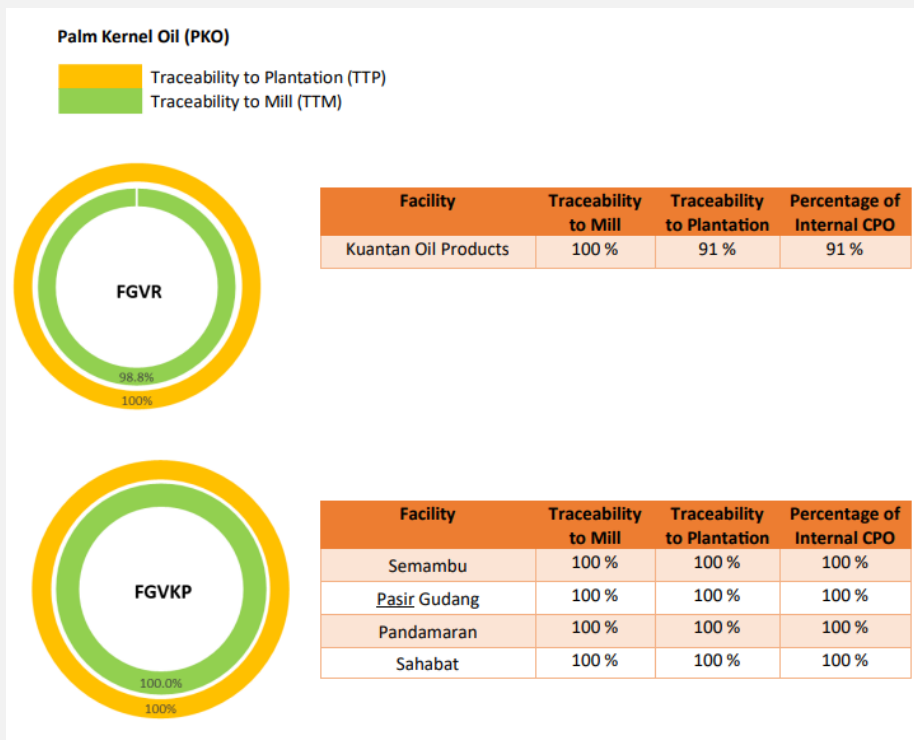 Palm Kernel Oil (PKO)
Traceability to Plantation (TTP)
Traceability to Mill (TTM)
FGVR
98.8%
100%
Facility Traceability to Mill Traceability to Plantation Percentage of Internal CPO
Kuantan Oil Products 100 % 91 % 91 %
FGVKP
100.0%
100%
Facility Traceability to Mill Traceability to Plantation Percentage of Internal CPO
Semambu 100 % 100 % 100 %
Pasir Gudang 100 % 100 % 100 %
Pandamaran 100 % 100 % 100 %
Sahabat 100 % 100 % 100 %